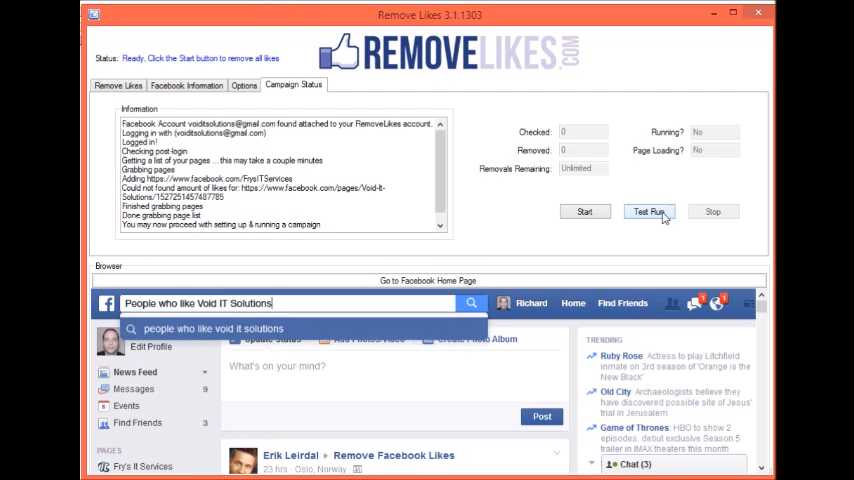 Remove Likes 3.1.1303
Status: Ready. Click the Start button to remove all likes
REMOVELIKES.COM
Remove Likes
Facebook Information
Options
Campaign Status
Information
Facebook Account voiditsolutions@gmail.com found attached to your RemoveLikes account.
Logging in with (voiditsolutions@gmail.com)
Logged in!
Checking post-login
Getting a list of your pages ... this may take a couple minutes
Grabbing pages
Adding https://www.facebook.com/FrysITServices
Could not found amount of likes for: https://www.facebook.com/pages/Void-It-
Solutions/1527251457487785
Finished grabbing pages
Done grabbing page list
You may now proceed with setting up & running a campaign
Checked: 0
Running? No
Removed: 0
Page Loading? No
Removals Remaining: Unlimited
Start
Test Run
Stop
Browser
Go to Facebook Home Page
People who like Void IT Solutions
Richard
Home
Find Friends
1
1
people who like void it solutions
Edit Profile
Update Status
Add Photos/Video
Create Photo Album
What's on your mind?
News Feed
Messages 9
Events
6
Find Friends 3
Post
PAGES
Fry's It Services
Erik Leirdal
Remove Facebook Likes
23 hrs · Oslo, Norway
TRENDING
Ruby Rose: Actress to play Litchfield
inmate on 3rd season of 'Orange is the
New Black'
Old City: Archaeologists believe they
have discovered possible site of Jesus'
trial in Jerusalem
Game of Thrones: HBO to show 2
episodes, debut exclusive Season 5
trailer in IMAX theaters this month
Chat (3)